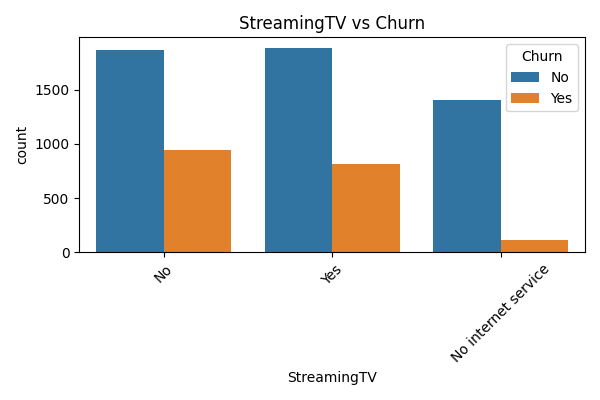 StreamingTV vs Churn
Churn
No
Yes
count
1500
1000
500
0
No
Yes
No internet service
StreamingTV